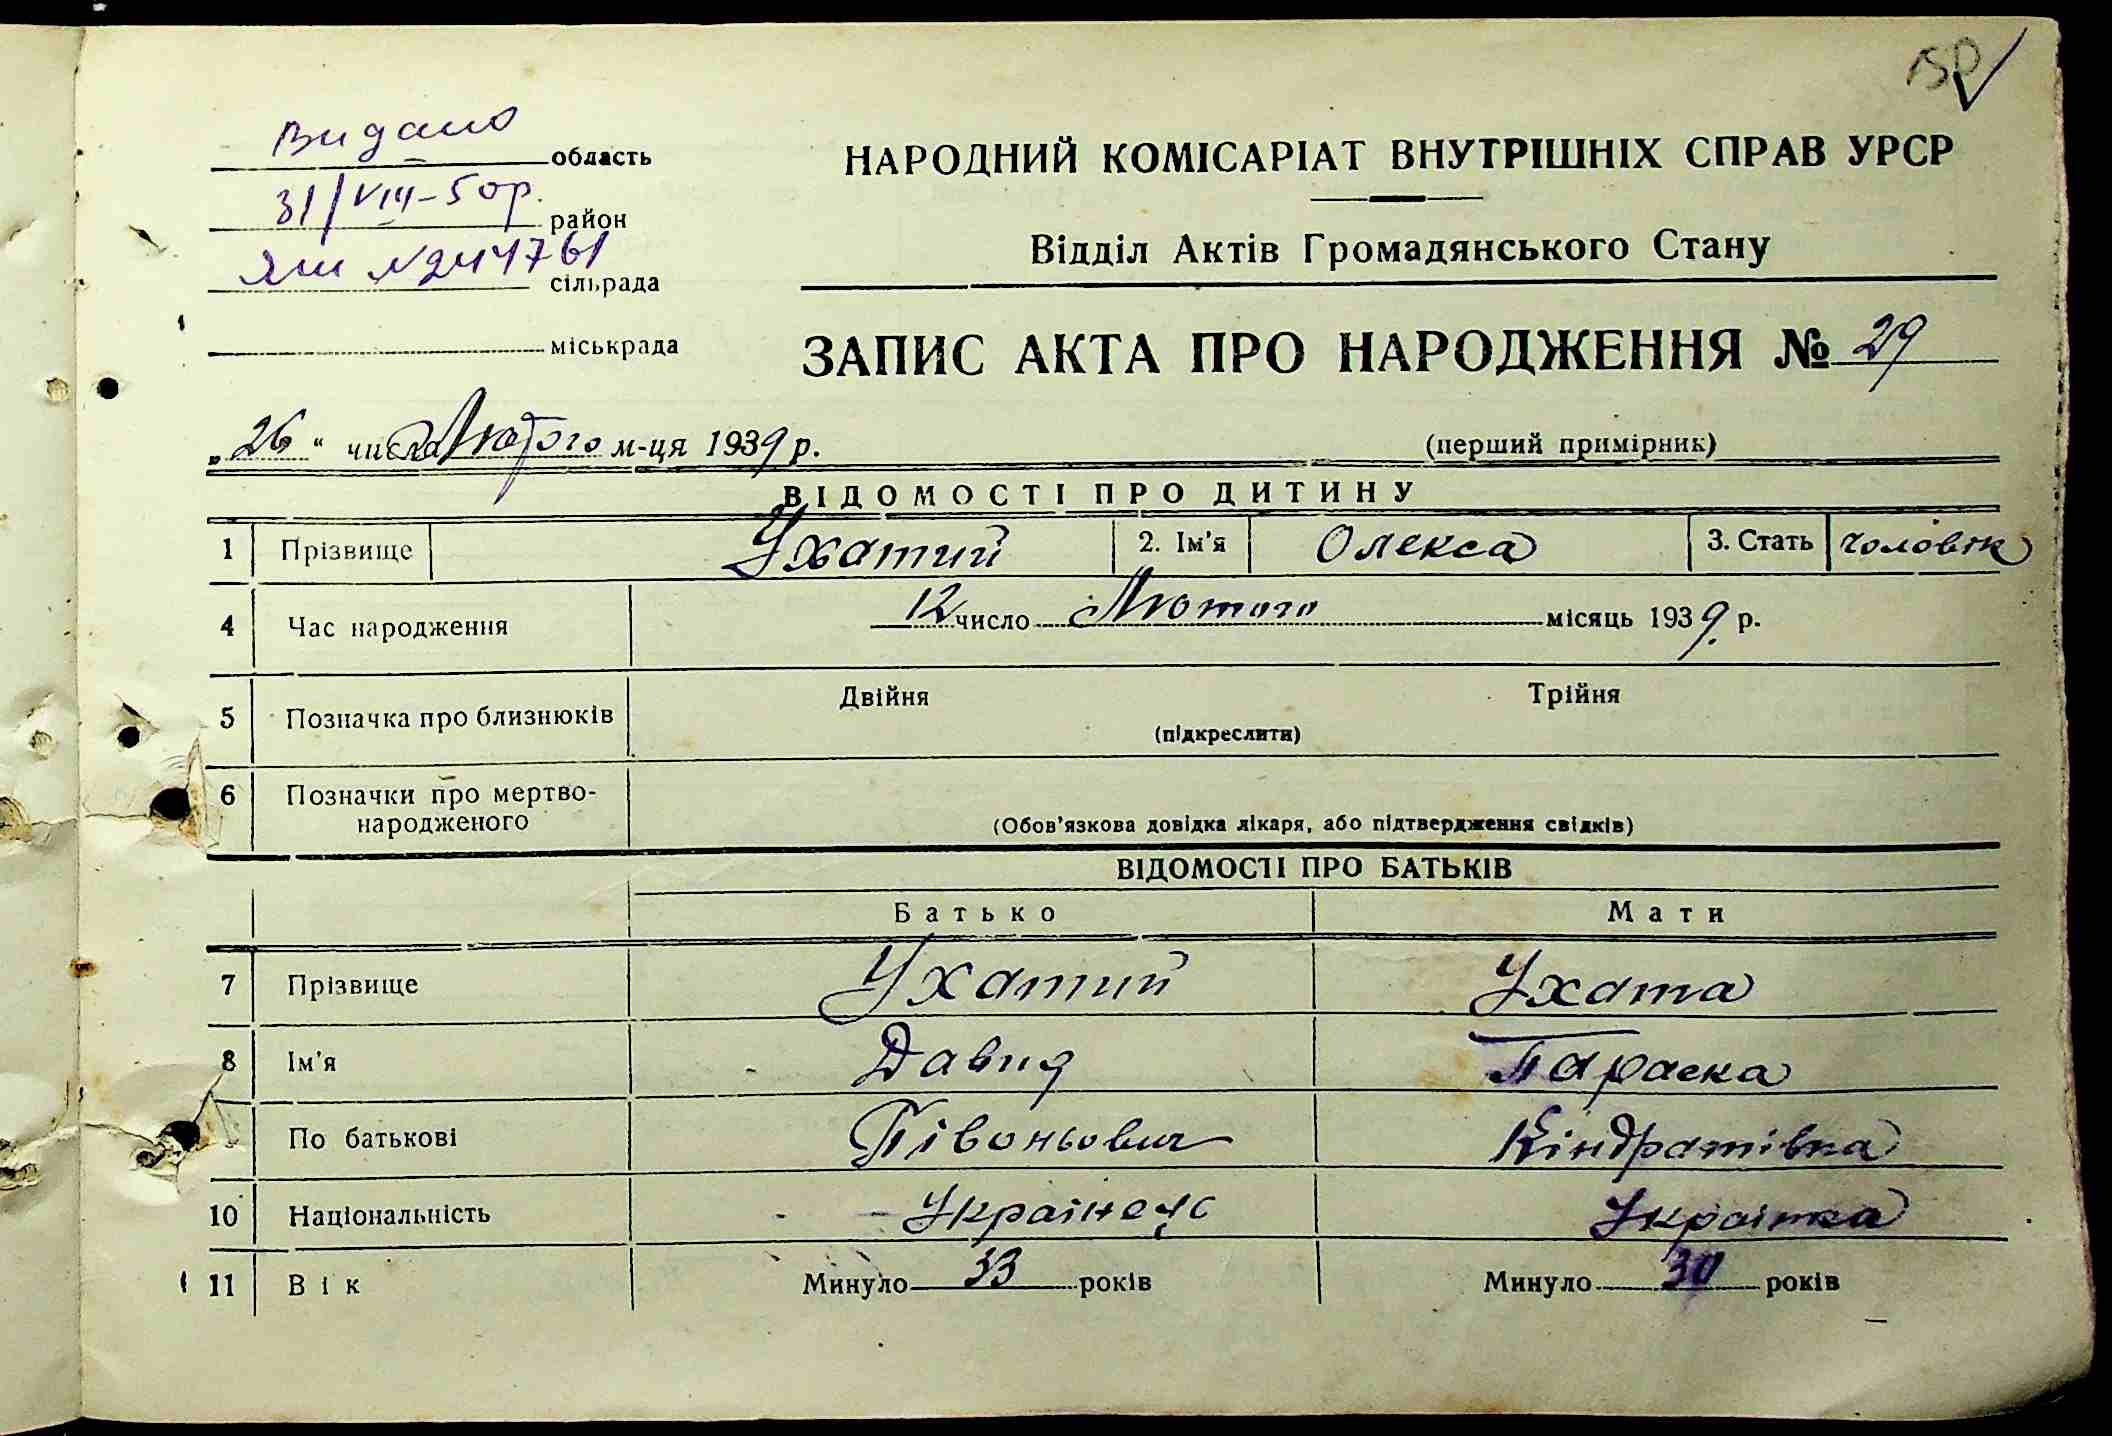 Видано область
31/VIII-50р. район
сільрада
міськрада
НАРОДНИЙ КОМІСАРІАТ ВНУТРІШНІХ СПРАВ УРСР
Відділ Актів Громадянського Стану
ЗАПИС АКТА ПРО НАРОДЖЕННЯ № 29
„26“ числа Лютого м-ця 1939 р.
(перший примірник)
ВІДОМОСТІ ПРО ДИТИНУ
1 Прізвище Ухатий 2. Ім'я Олекса 3. Стать чоловік
4 Час народження 12 число Лютого місяць 1939 р.
5 Позначка про близнюків Двійня Трійня
(підкреслити)
6 Позначки про мертво-
народженого
(Обов'язкова довідка лікаря, або підтвердження свідків)
ВІДОМОСТІ ПРО БАТЬКІВ
Батько Мати
7 Прізвище Ухатий Ухата
8 Ім'я Давид Параска
По батькові Півоньович Кіндратівна
10 Національність Українец Українка
11 Вік Минуло 33 років Минуло 30 років